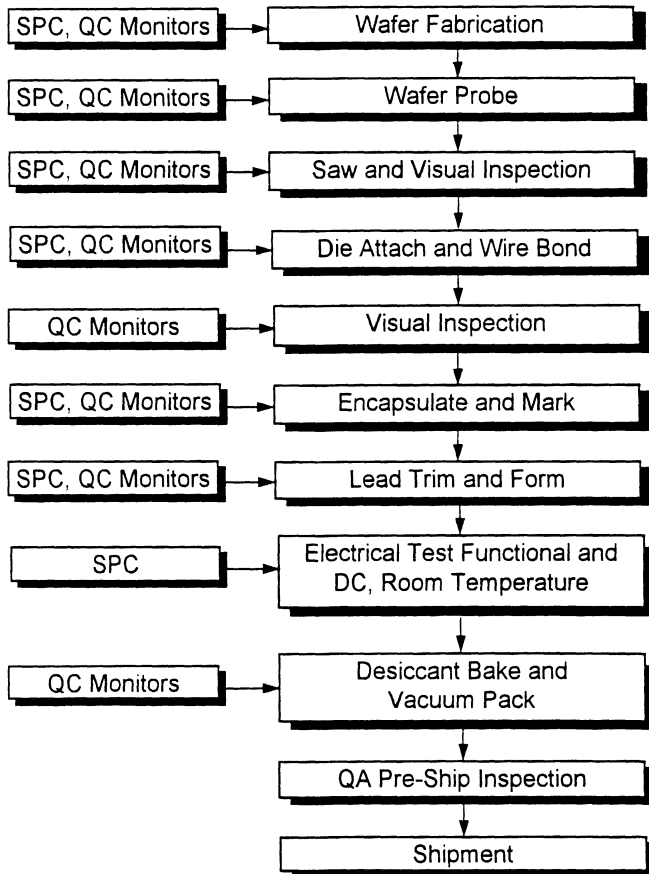 SPC, QC Monitors
Wafer Fabrication
SPC, QC Monitors
Wafer Probe
SPC, QC Monitors
Saw and Visual Inspection
SPC, QC Monitors
Die Attach and Wire Bond
QC Monitors
Visual Inspection
SPC, QC Monitors
Encapsulate and Mark
SPC, QC Monitors
Lead Trim and Form
SPC
Electrical Test Functional and
DC, Room Temperature
QC Monitors
Desiccant Bake and
Vacuum Pack
QA Pre-Ship Inspection
Shipment